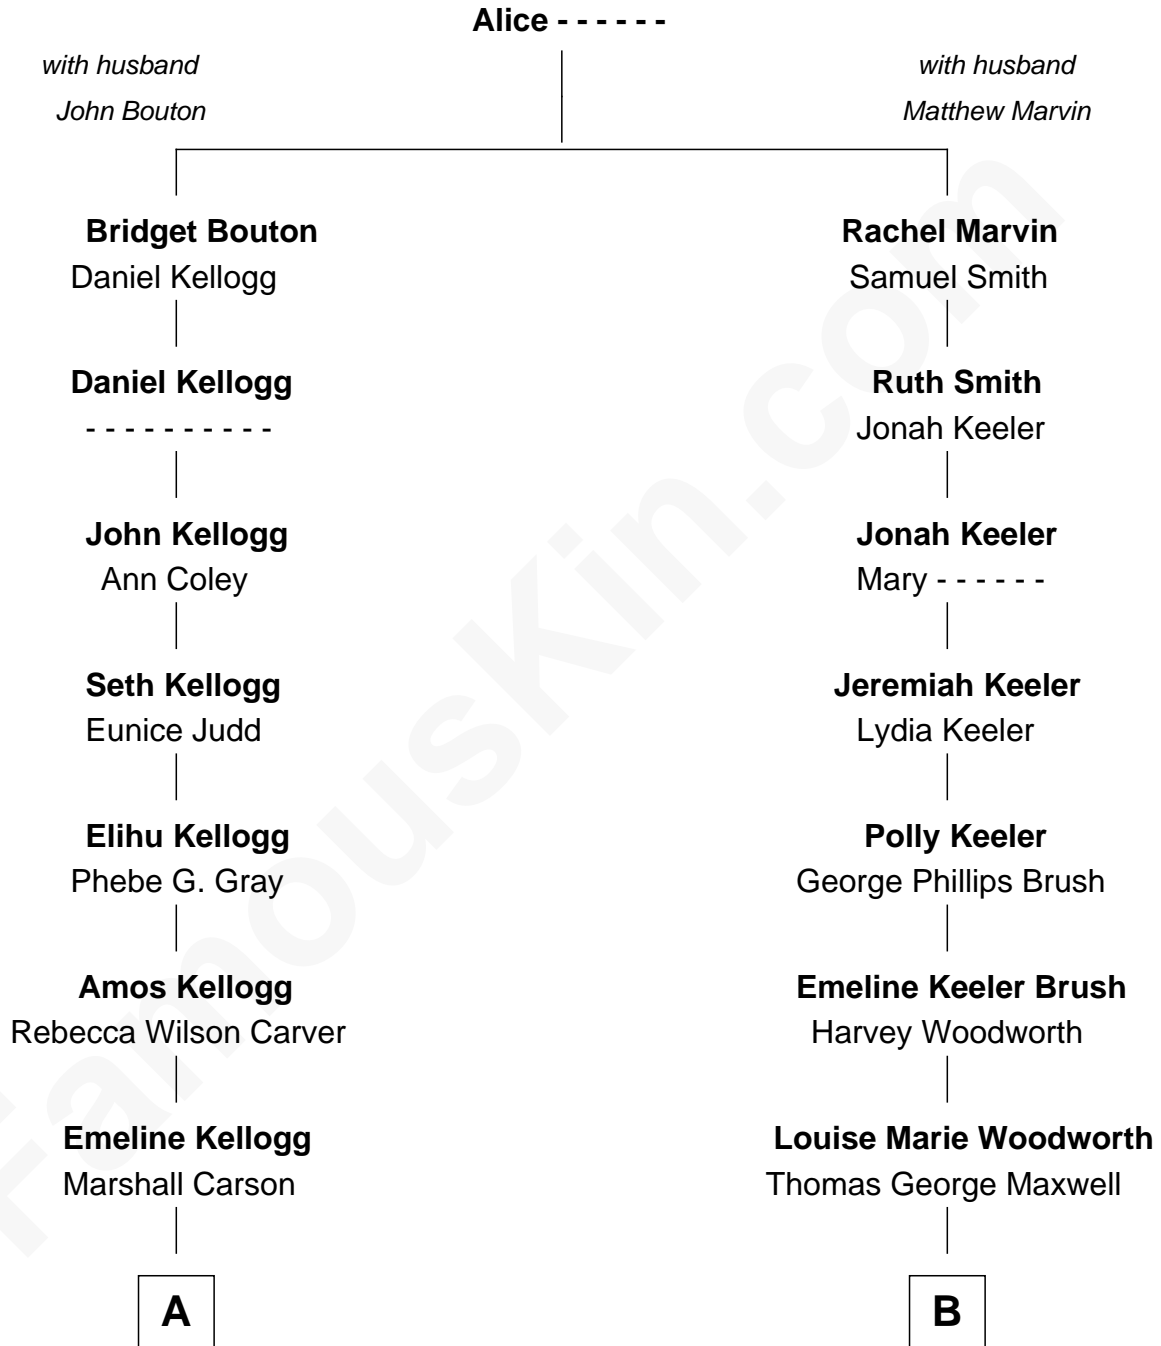 Alice - - - - - -
with husband
John Bouton
with husband
Matthew Marvin
Bridget Bouton
Daniel Kellogg
Rachel Marvin
Samuel Smith
Daniel Kellogg
- - - - - - - - - -
Ruth Smith
Jonah Keeler
John Kellogg
Ann Coley
Jonah Keeler
Mary - - - - - -
Seth Kellogg
Eunice Judd
Jeremiah Keeler
Lydia Keeler
Elihu Kellogg
Phebe G. Gray
Polly Keeler
George Phillips Brush
Amos Kellogg
Rebecca Wilson Carver
Emeline Keeler Brush
Harvey Woodworth
Emeline Kellogg
Marshall Carson
Louise Marie Woodworth
Thomas George Maxwell
A
B
FamousKin.com